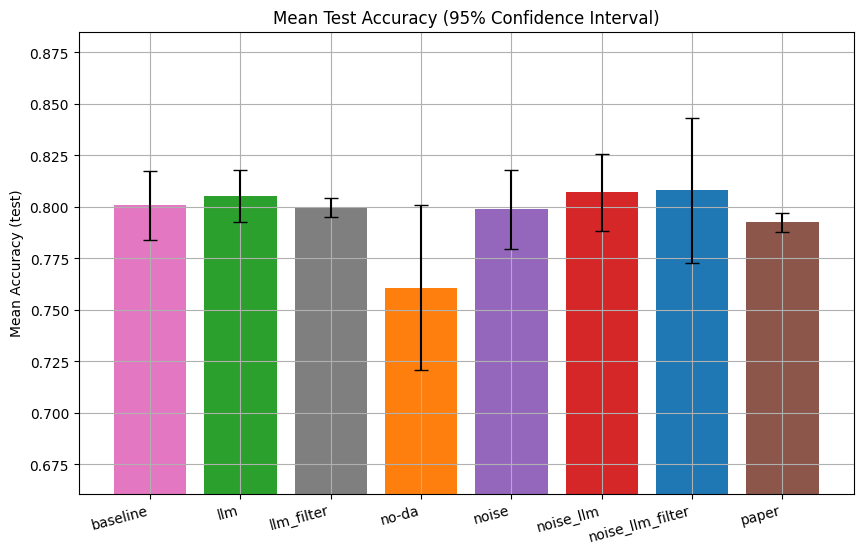 Mean Test Accuracy (95% Confidence Interval)
Mean Accuracy (test)
0.875
0.850
0.825
0.800
0.775
0.750
0.725
0.700
0.675
baseline
llm
llm_filter
no-da
noise
noise_llm
noise_llm_filter
paper